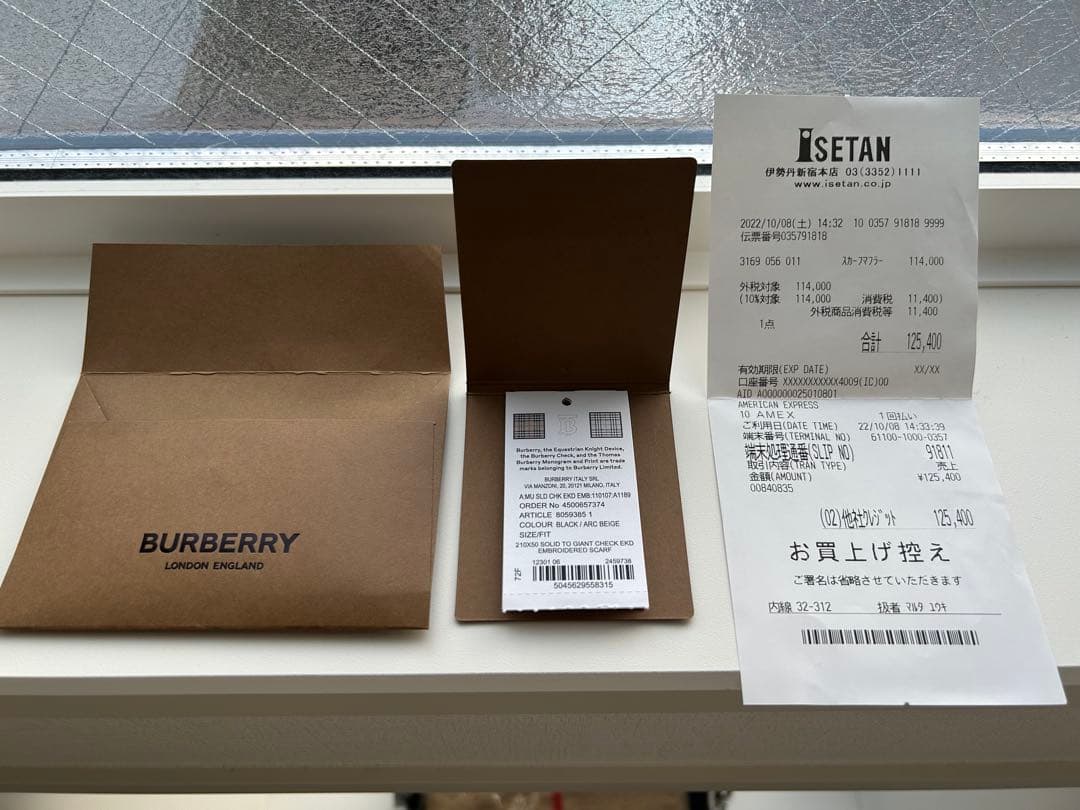 BURBERRY
LONDON ENGLAND
Burberry, the Equestrian Knight Device,
the Burberry Check, and the Thomas
Burberry Monogram and Print are trade
marks belonging to Burberry Limited.
BURBERRY ITALY SRL
VIA MANZONI, 20, 20121 MILANO, ITALY
A:MU SLD CHK EKD EMB:110107:A1189
ORDER No 4500657374
ARTICLE 8059385 1
COLOUR BLACK / ARC BEIGE
SIZE/FIT
210X50 SOLID TO GIANT CHECK EKD
EMBROIDERED SCARF
72F
12301 06 2459738
5045629558315
ISETAN
伊勢丹新宿本店 03(3352)1111
www.isetan.co.jp
2022/10/08(土) 14:32 10 0357 91818 9999
伝票番号035791818
3169 056 011 スカーフマフラー 114,000
外税対象 114,000
(10%対象 114,000 消費税 11,400)
外税商品消費税等 11,400
1点
合計 125,400
有効期限(EXP DATE) XX/XX
口座番号 XXXXXXXXXXX4009(IC)00
AID A000000025010801
AMERICAN EXPRESS
10 AMEX 1回払い
ご利用日(DATE TIME) 22/10/08 14:33:39
端末番号(TERMINAL NO) 61100-1000-0357
端末処理通番(SLIP NO) 91811
取引内容(TRAN TYPE) 売上
金額(AMOUNT) ¥125,400
00840835
(02)他社クレジット 125,400
お買上げ控え
ご署名は省略させていただきます
内線 32-312 扱者 マルタ ユウキ